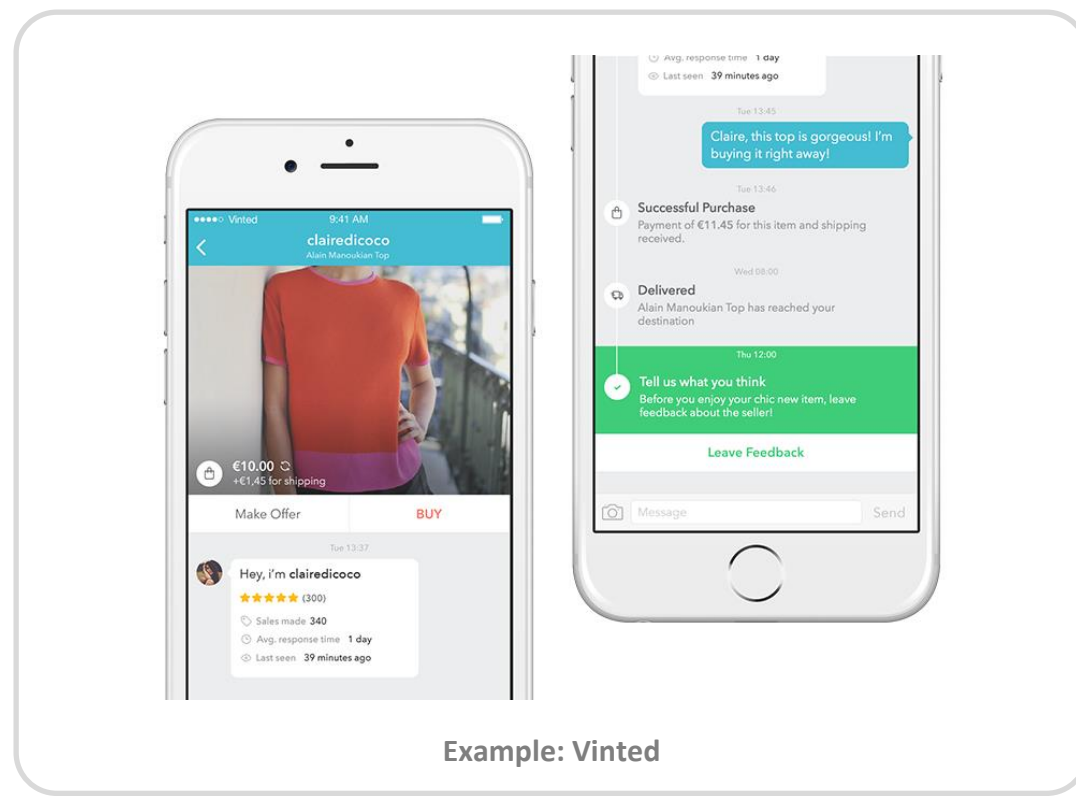 Vinted
9:41 AM
clairedicoco
Alain Manoukian Top
€10.00
+€1,45 for shipping
Make Offer
BUY
Tue 13:37
Hey, i'm clairedicoco
(300)
Sales made 340
Avg. response time 1 day
Last seen 39 minutes ago
Avg. response time 1 day
Last seen 39 minutes ago
Tue 13:45
Claire, this top is gorgeous! I'm
buying it right away!
Tue 13:46
Successful Purchase
Payment of €11.45 for this item and shipping
received.
Wed 08:00
Delivered
Alain Manoukian Top has reached your
destination
Thu 12:00
Tell us what you think
Before you enjoy your chic new item, leave
feedback about the seller!
Leave Feedback
Message
Send
Example: Vinted